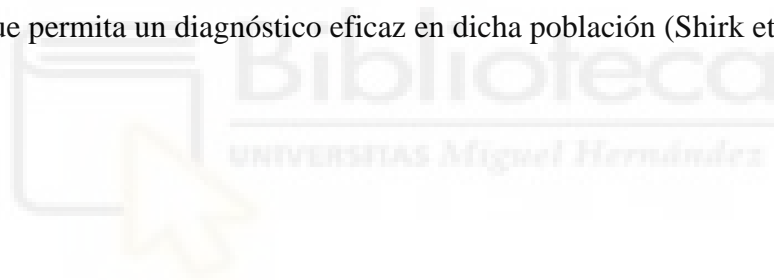 ue permita un diagnóstico eficaz en dicha población (Shirk et
Biblioteca
UNIVERSITAS Miguel Hernández